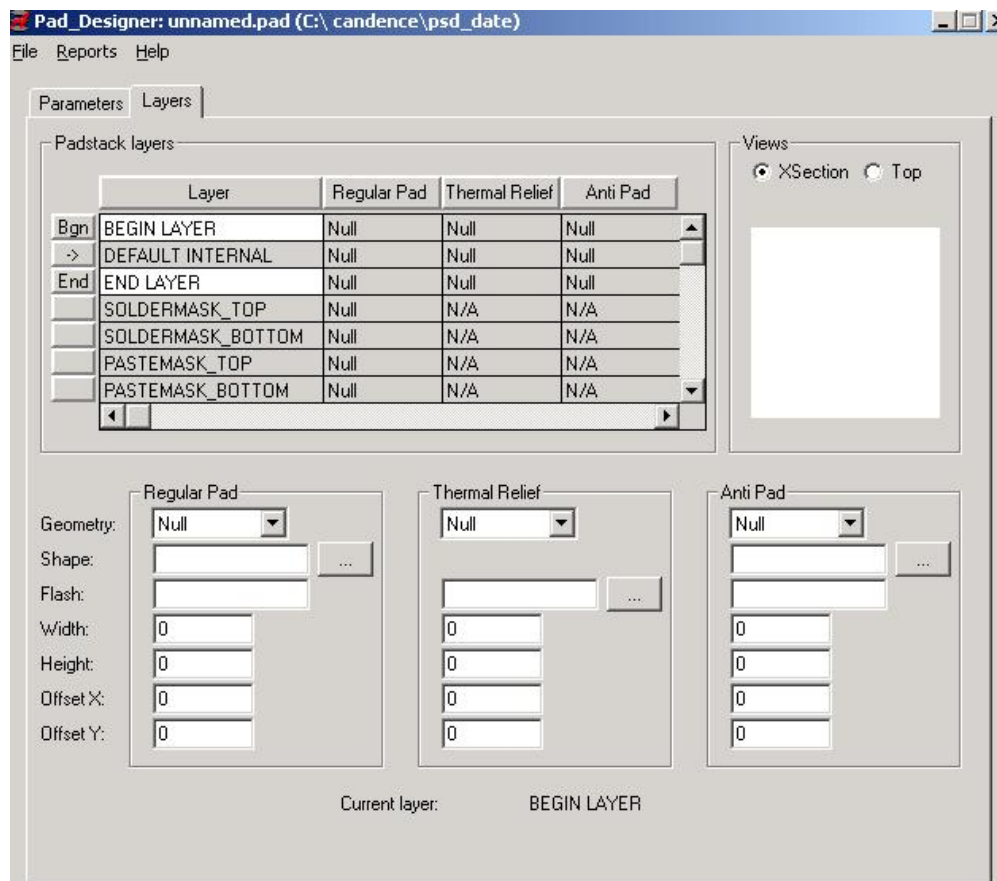 Pad_Designer: unnamed.pad (C:\ candence\psd_date)
File Reports Help
Parameters Layers
Padstack layers
Layer Regular Pad Thermal Relief Anti Pad
Bgn BEGIN LAYER Null Null Null
-> DEFAULT INTERNAL Null Null Null
End END LAYER Null Null Null
SOLDERMASK_TOP Null N/A N/A
SOLDERMASK_BOTTOM Null N/A N/A
PASTEMASK_TOP Null N/A N/A
PASTEMASK_BOTTOM Null N/A N/A
Views
XSection Top
Regular Pad Thermal Relief Anti Pad
Geometry: Null Null Null
Shape: ... ...
Flash: ...
Width: 0 0 0
Height: 0 0 0
Offset X: 0 0 0
Offset Y: 0 0 0
Current layer: BEGIN LAYER